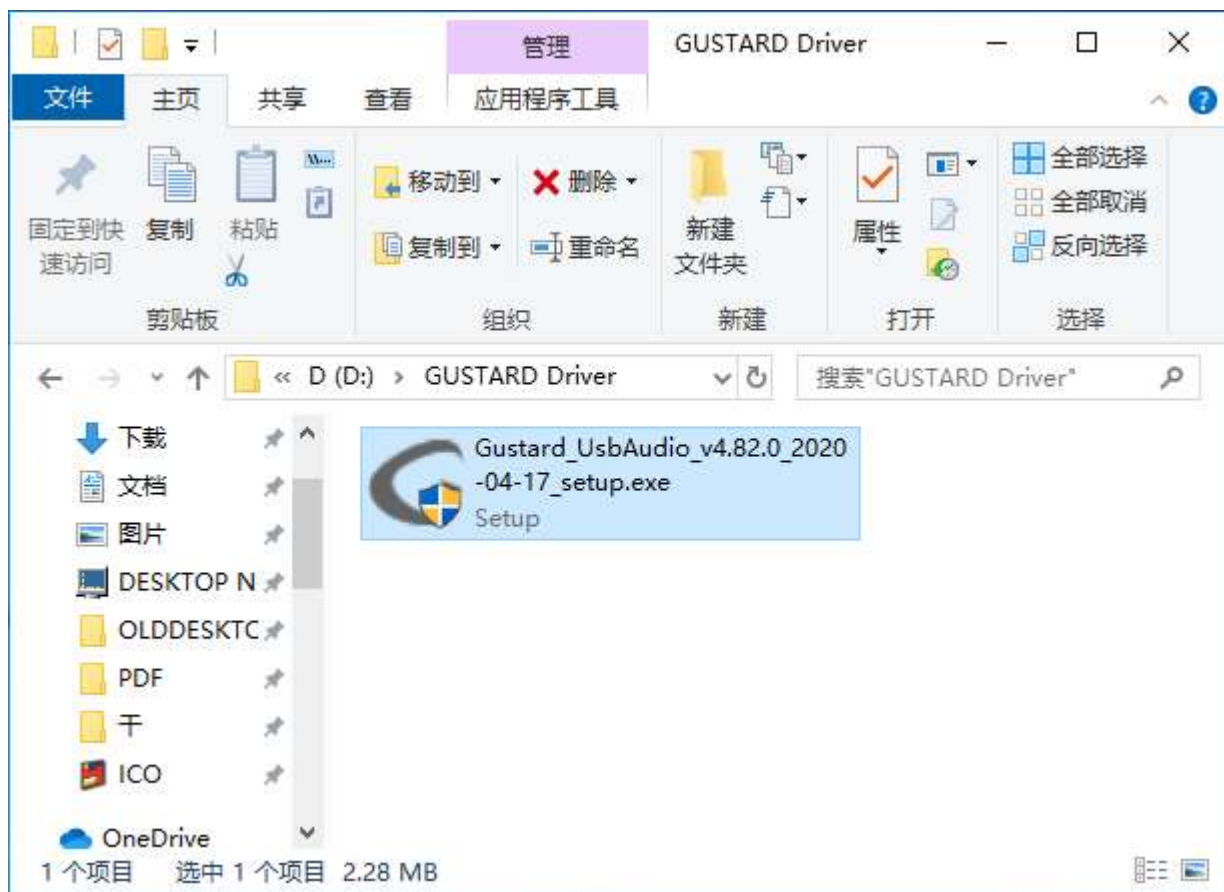 管理
GUSTARD Driver
文件
主页
共享
查看
应用程序工具
固定到快
速访问
复制
粘贴
剪贴板
移动到
删除
复制到
重命名
组织
新建
文件夹
新建
属性
打开
全部选择
全部取消
反向选择
选择
« D (D:) › GUSTARD Driver
搜索"GUSTARD Driver"
下载
文档
图片
DESKTOP N
OLDDESKTC
PDF
干
ICO
OneDrive
Gustard_UsbAudio_v4.82.0_2020
-04-17_setup.exe
Setup
1 个项目 选中 1 个项目 2.28 MB